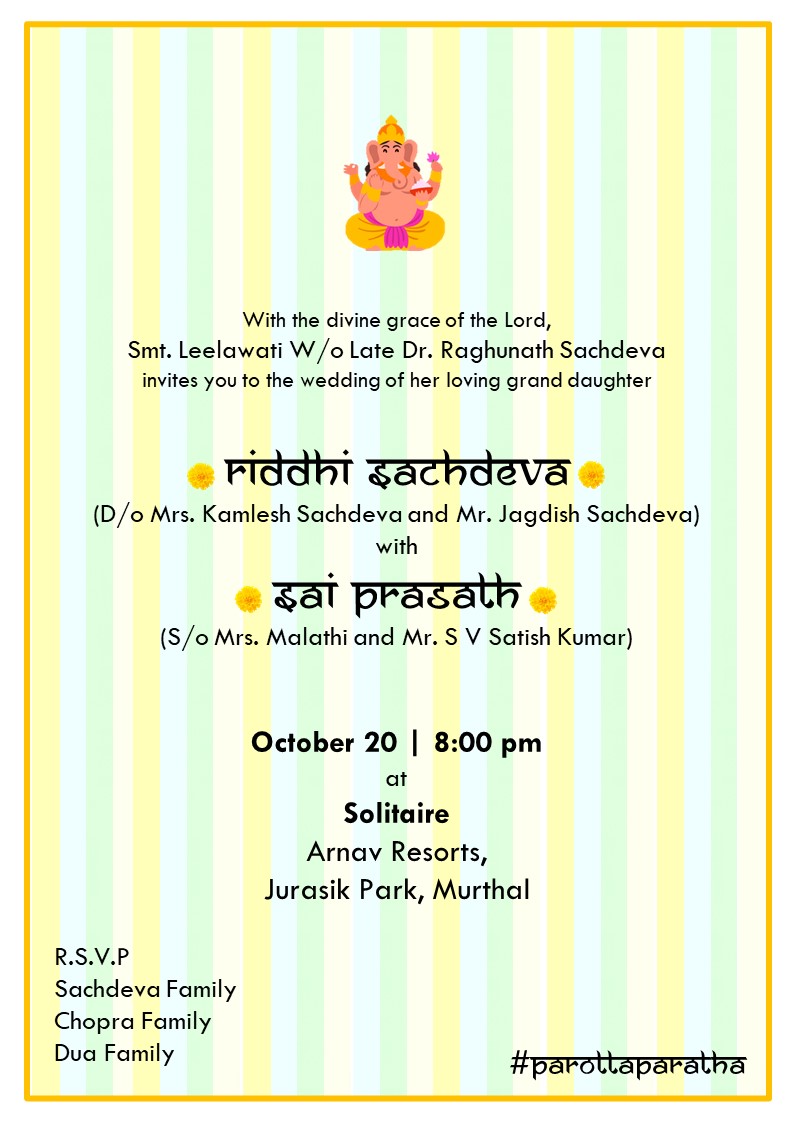 With the divine grace of the Lord,
Smt. Leelawati W/o Late Dr. Raghunath Sachdeva
invites you to the wedding of her loving grand daughter
riddhi sachdeva
(D/o Mrs. Kamlesh Sachdeva and Mr. Jagdish Sachdeva)
with
sai prasath
(S/o Mrs. Malathi and Mr. S V Satish Kumar)
October 20 | 8:00 pm
at
Solitaire
Arnav Resorts,
Jurasik Park, Murthal
R.S.V.P
Sachdeva Family
Chopra Family
Dua Family
#parottaparatha